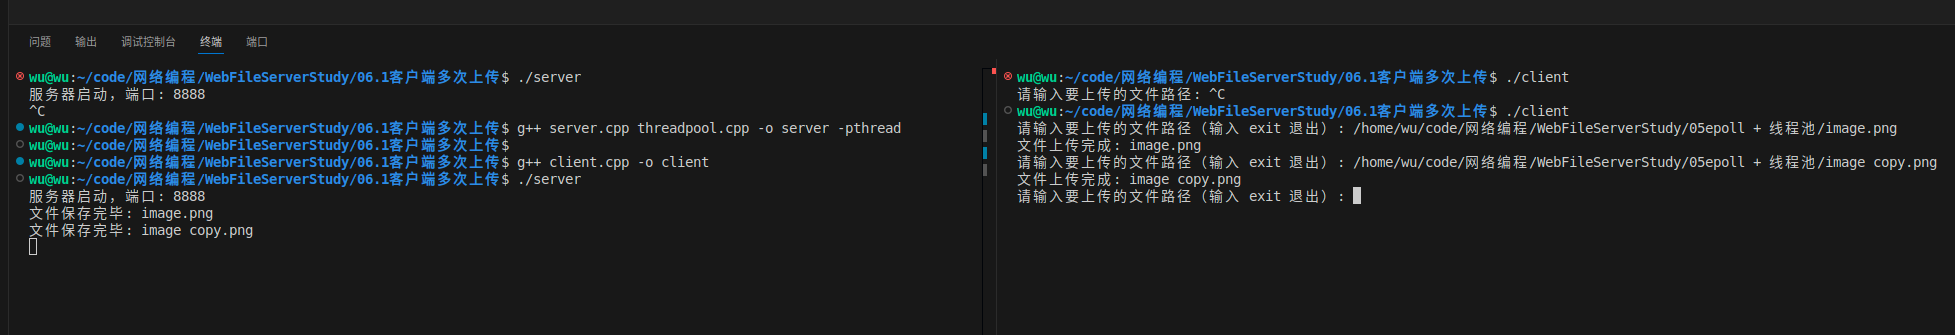 问题 输出 调试控制台 终端 端口
wu@wu:~/code/网络编程/WebFileServerStudy/06.1客户端多次上传$ ./server
服务器启动，端口: 8888
^C
wu@wu:~/code/网络编程/WebFileServerStudy/06.1客户端多次上传$ g++ server.cpp threadpool.cpp -o server -pthread
wu@wu:~/code/网络编程/WebFileServerStudy/06.1客户端多次上传$
wu@wu:~/code/网络编程/WebFileServerStudy/06.1客户端多次上传$ g++ client.cpp -o client
wu@wu:~/code/网络编程/WebFileServerStudy/06.1客户端多次上传$ ./server
服务器启动，端口: 8888
文件保存完毕: image.png
文件保存完毕: image copy.png
wu@wu:~/code/网络编程/WebFileServerStudy/06.1客户端多次上传$ ./client
请输入要上传的文件路径: ^C
wu@wu:~/code/网络编程/WebFileServerStudy/06.1客户端多次上传$ ./client
请输入要上传的文件路径（输入 exit 退出）: /home/wu/code/网络编程/WebFileServerStudy/05epoll + 线程池/image.png
文件上传完成: image.png
请输入要上传的文件路径（输入 exit 退出）: /home/wu/code/网络编程/WebFileServerStudy/05epoll + 线程池/image copy.png
文件上传完成: image copy.png
请输入要上传的文件路径（输入 exit 退出）: